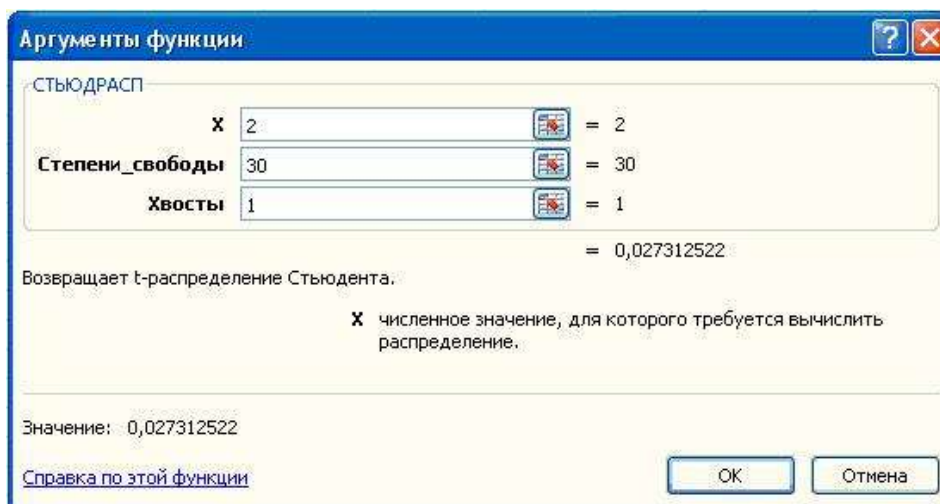 Аргументы функции
СТЬЮДРАСП
X 2 = 2
Степени_свободы 30 = 30
Хвосты 1 = 1
= 0,027312522
Возвращает t-распределение Стьюдента.
X численное значение, для которого требуется вычислить
распределение.
Значение: 0,027312522
Справка по этой функции OK Отмена